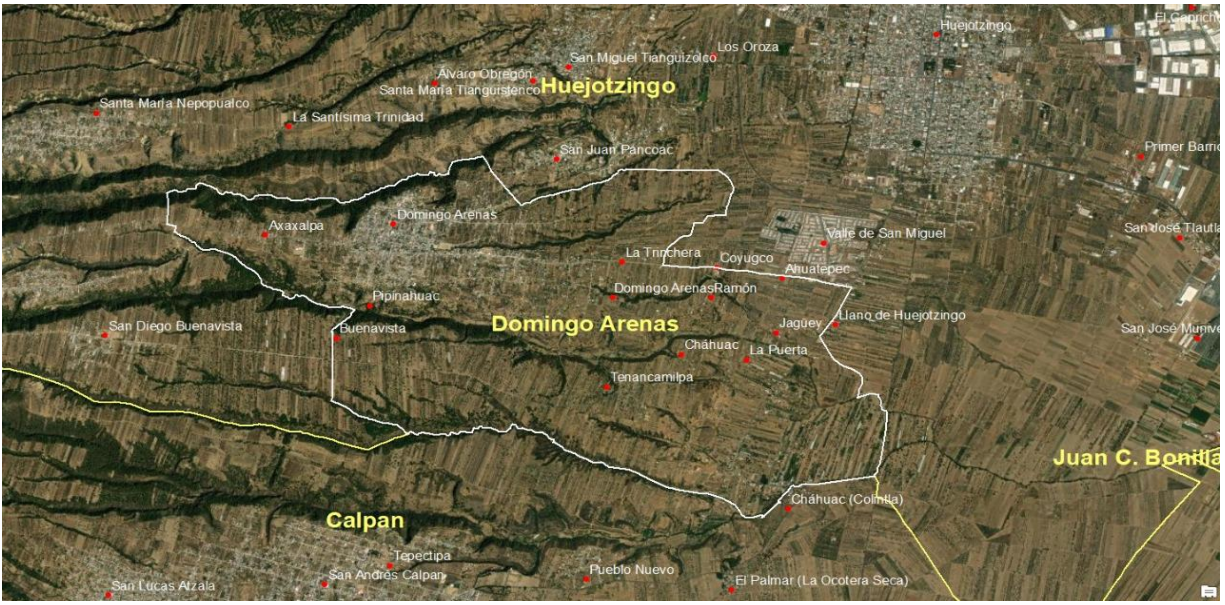 El Capricho
Huejotzingo
Los Oroza
San Miguel Tianguizolco
Álvaro Obregón
Santa María Tianguistenco
Huejotzingo
Santa María Nepopualco
La Santísima Trinidad
San Juan Pancoac
Primer Barrio
Domingo Arenas
Axaxalpa
San José Tlautla
Valle de San Miguel
La Trinchera
Coyugco
Ahuatepec
Domingo Arenas
Ramón
Pipinahuac
San Diego Buenavista
Buenavista
Domingo Arenas
Llano de Huejotzingo
Jagüey
San José Munive
Cháhuac
La Puerta
Tenancamilpa
Juan C. Bonilla
Cháhuac (Colintla)
Calpan
Tepectipa
San Andrés Calpan
Pueblo Nuevo
San Lucas Atzala
El Palmar (La Ocotera Seca)